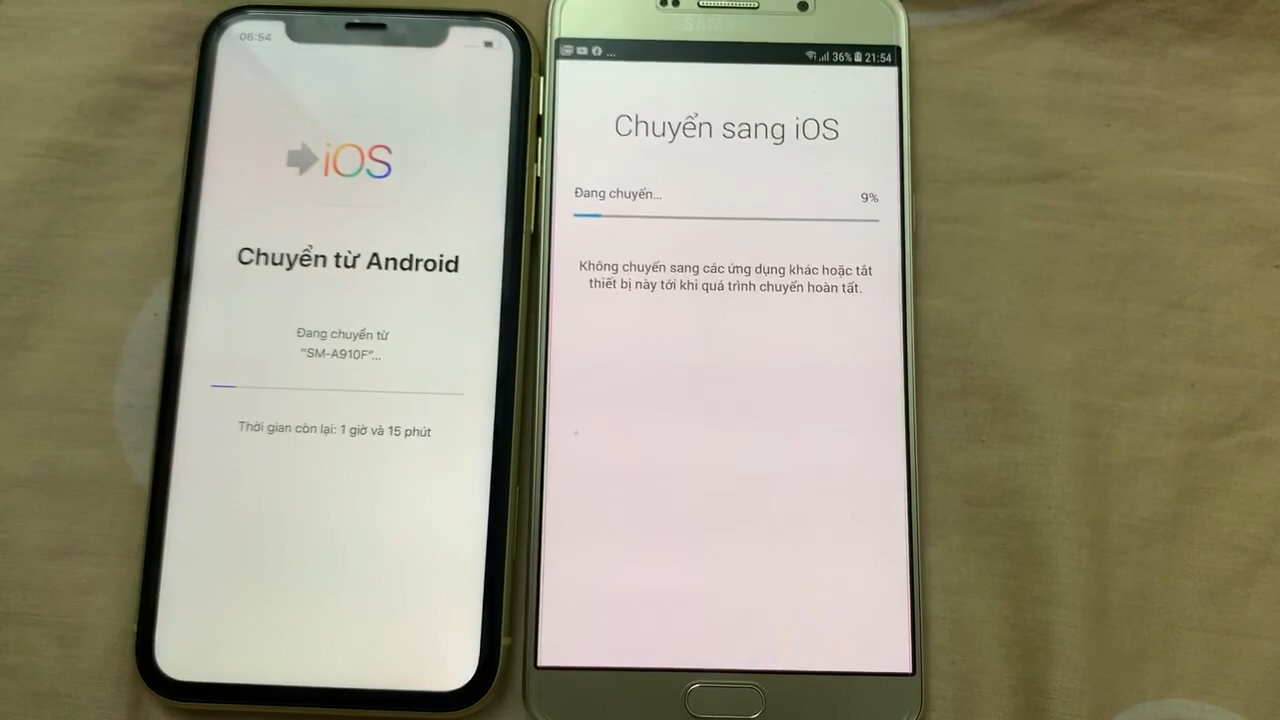 06:54
iOS
Chuyển từ Android
Đang chuyển từ
"SM-A910F"...
Thời gian còn lại: 1 giờ và 15 phút
SAMSUNG
... 36% 21:54
Chuyển sang iOS
Đang chuyển... 9%
Không chuyển sang các ứng dụng khác hoặc tắt
thiết bị này tới khi quá trình chuyển hoàn tất.